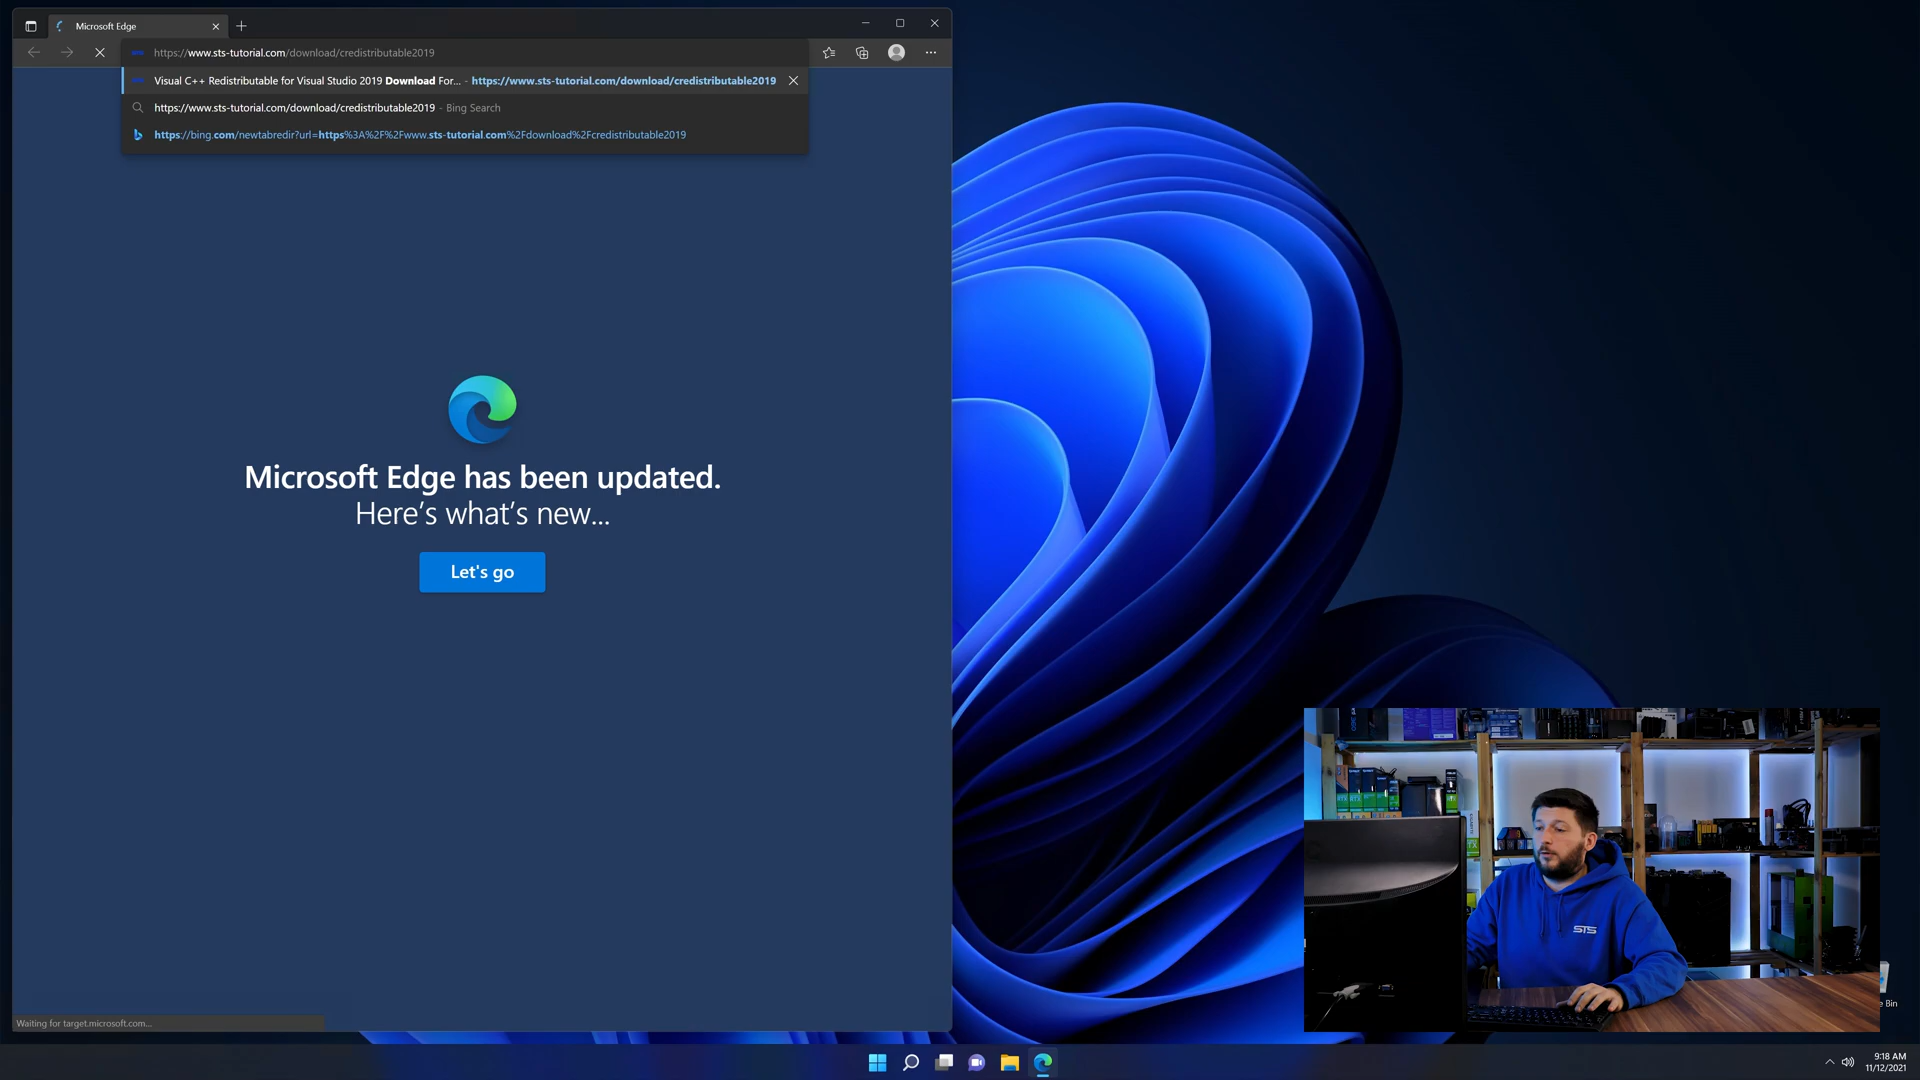 Microsoft Edge
https://www.sts-tutorial.com/download/credistributable2019
Visual C++ Redistributable for Visual Studio 2019 Download For... - https://www.sts-tutorial.com/download/credistributable2019
https://www.sts-tutorial.com/download/credistributable2019 - Bing Search
https://bing.com/newtabredir?url=https%3A%2F%2Fwww.sts-tutorial.com%2Fdownload%2Fcredistributable2019
Microsoft Edge has been updated.
Here's what's new...
Let's go
Waiting for target.microsoft.com...
STS
Bin
9:18 AM
11/12/2021